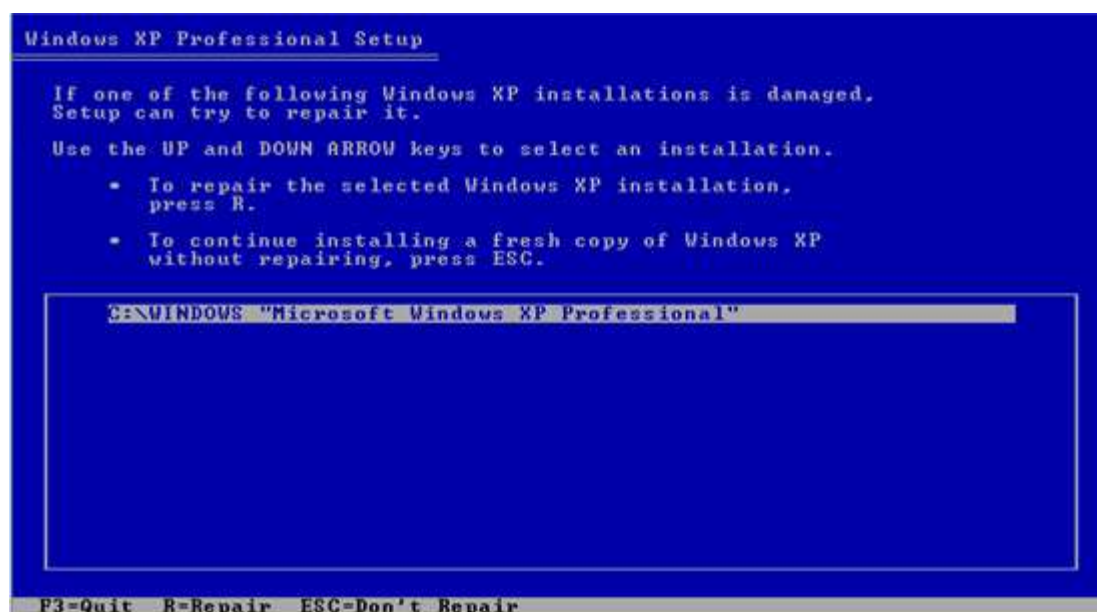 Windows XP Professional Setup
If one of the following Windows XP installations is damaged,
Setup can try to repair it.
Use the UP and DOWN ARROW keys to select an installation.
• To repair the selected Windows XP installation,
press R.
• To continue installing a fresh copy of Windows XP
without repairing, press ESC.
C:\WINDOWS "Microsoft Windows XP Professional"
F3=Quit R=Repair ESC=Don't Repair